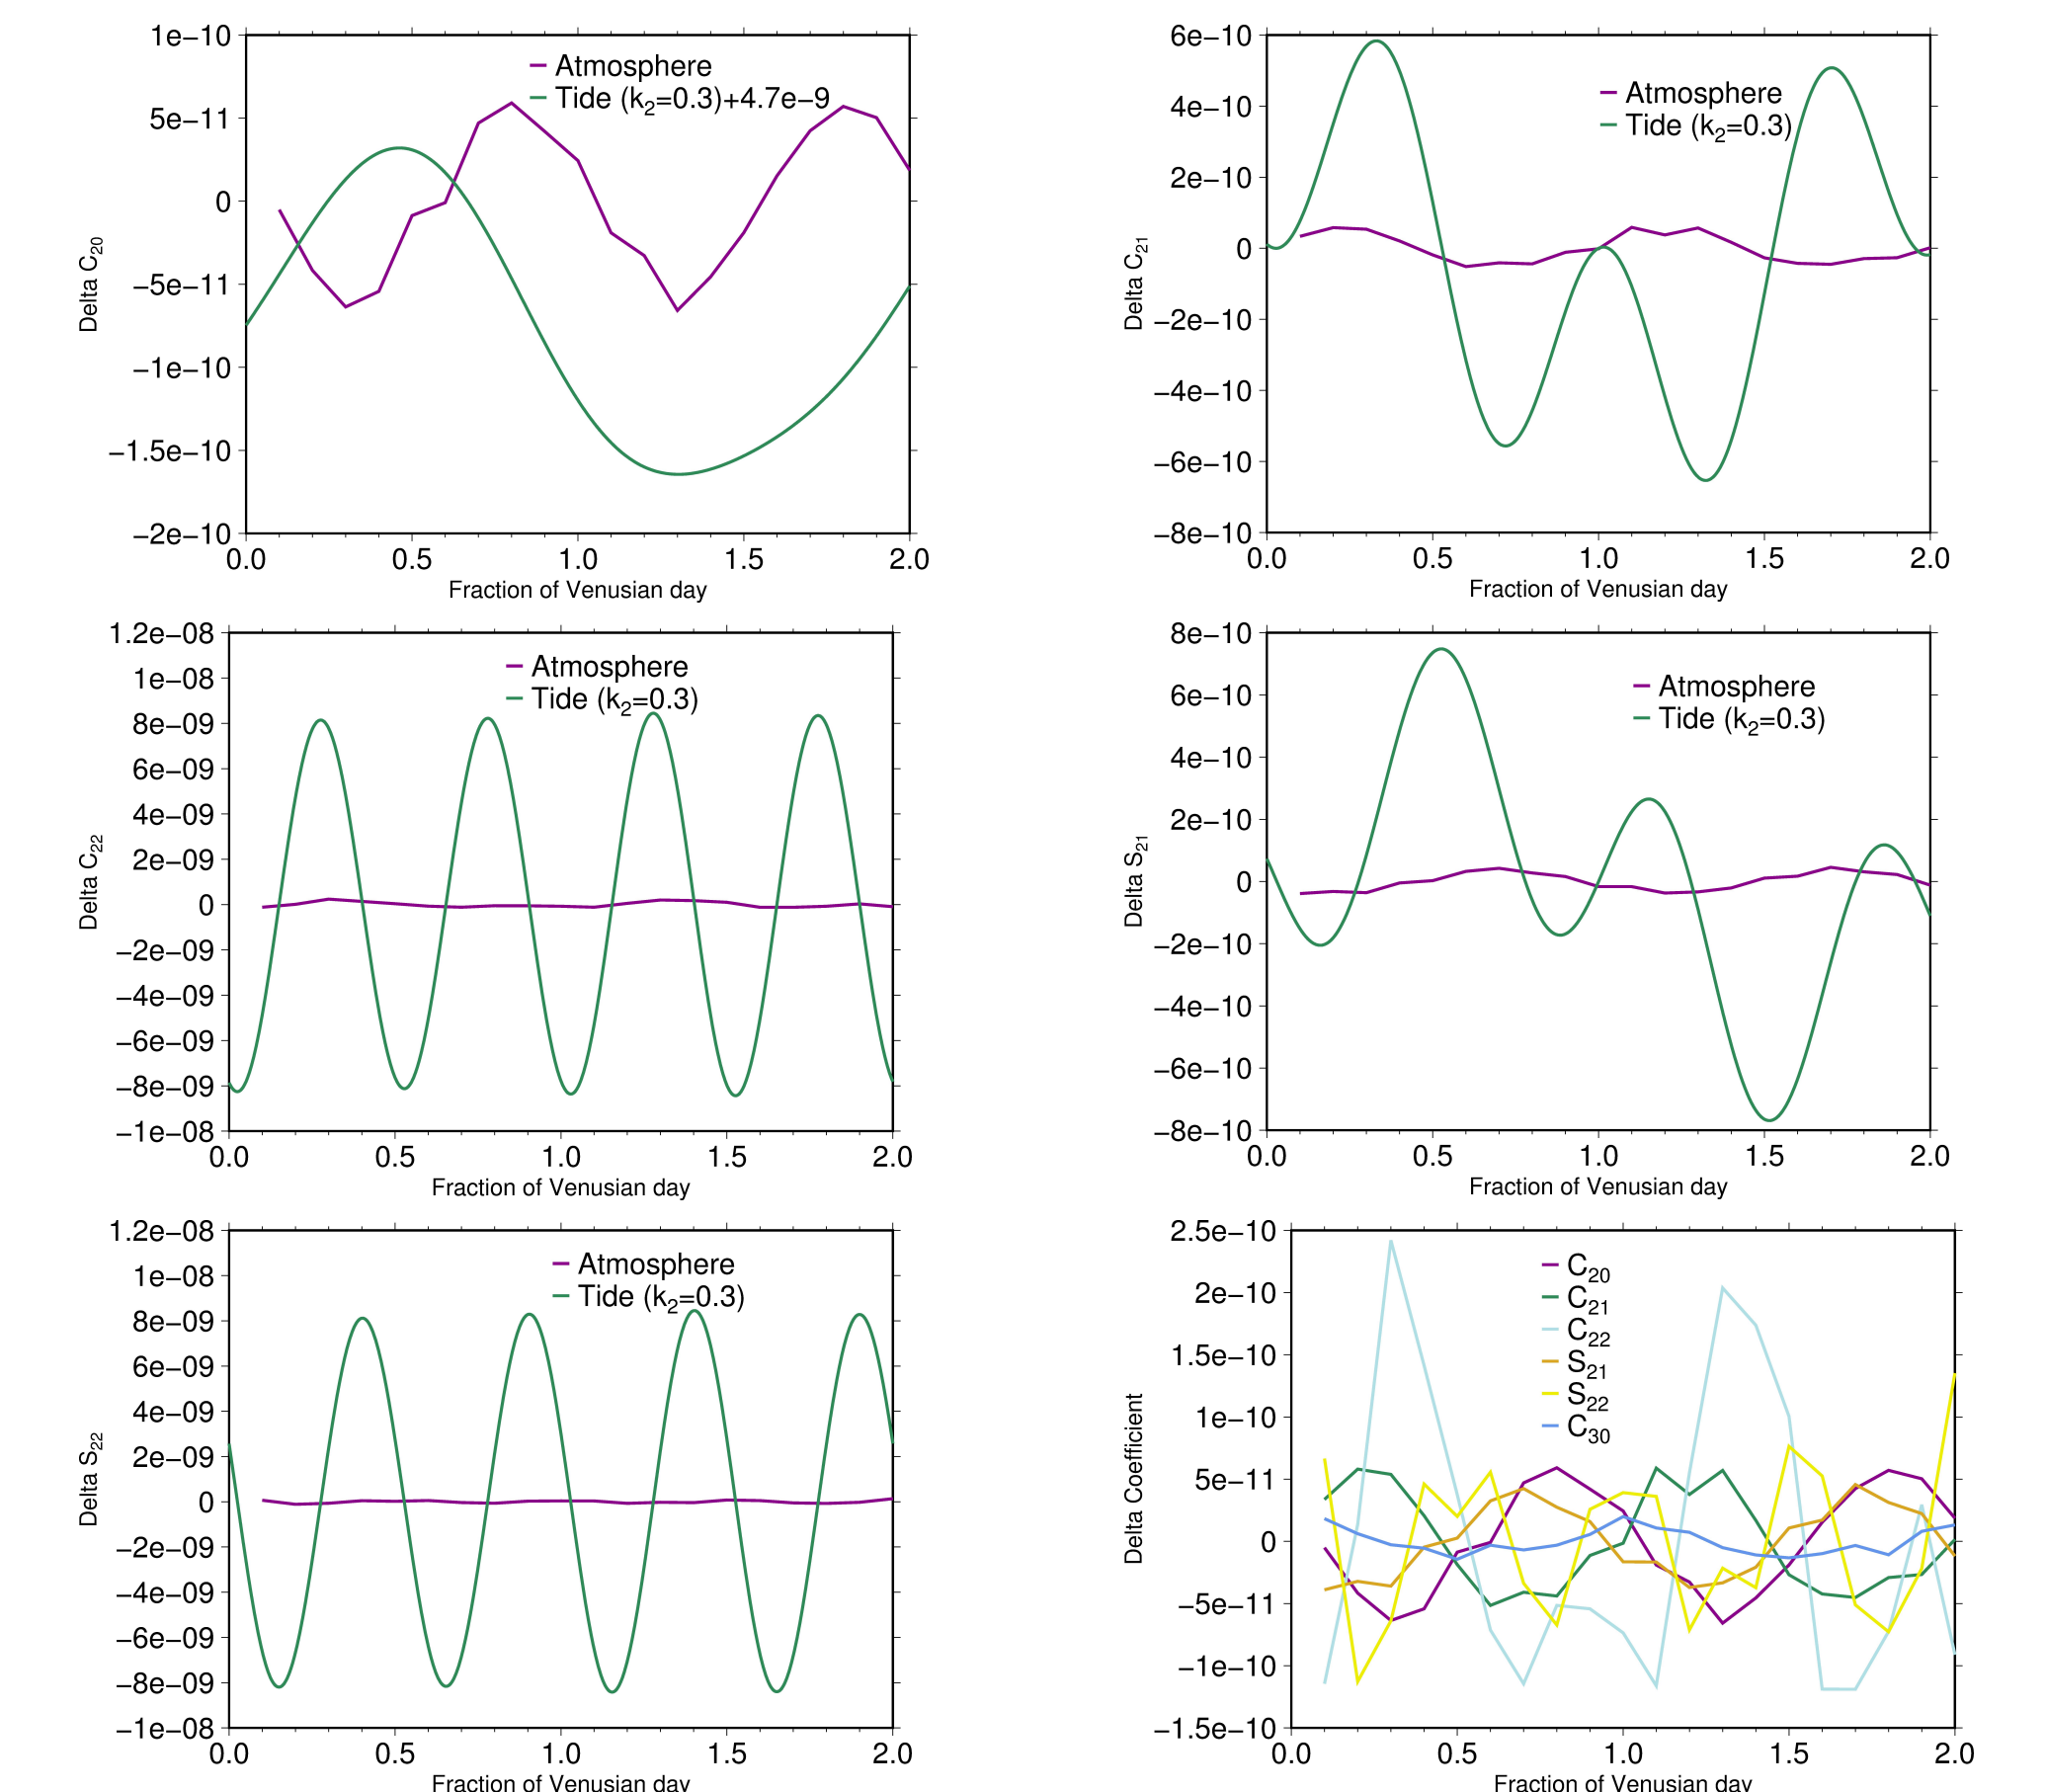 1e−10
5e−11
0
−5e−11
−1e−10
−1.5e−10
−2e−10
Delta C20
Atmosphere
Tide (k2=0.3)+4.7e−9
0.0 0.5 1.0 1.5 2.0
Fraction of Venusian day
6e−10
4e−10
2e−10
0
−2e−10
−4e−10
−6e−10
−8e−10
Delta C21
Atmosphere
Tide (k2=0.3)
0.0 0.5 1.0 1.5 2.0
Fraction of Venusian day
1.2e−08
1e−08
8e−09
6e−09
4e−09
2e−09
0
−2e−09
−4e−09
−6e−09
−8e−09
−1e−08
Delta C22
Atmosphere
Tide (k2=0.3)
0.0 0.5 1.0 1.5 2.0
Fraction of Venusian day
8e−10
6e−10
4e−10
2e−10
0
−2e−10
−4e−10
−6e−10
−8e−10
Delta S21
Atmosphere
Tide (k2=0.3)
0.0 0.5 1.0 1.5 2.0
Fraction of Venusian day
1.2e−08
1e−08
8e−09
6e−09
4e−09
2e−09
0
−2e−09
−4e−09
−6e−09
−8e−09
−1e−08
Delta S22
Atmosphere
Tide (k2=0.3)
0.0 0.5 1.0 1.5 2.0
Fraction of Venusian day
2.5e−10
2e−10
1.5e−10
1e−10
5e−11
0
−5e−11
−1e−10
−1.5e−10
Delta Coefficient
C20
C21
C22
S21
S22
C30
0.0 0.5 1.0 1.5 2.0
Fraction of Venusian day